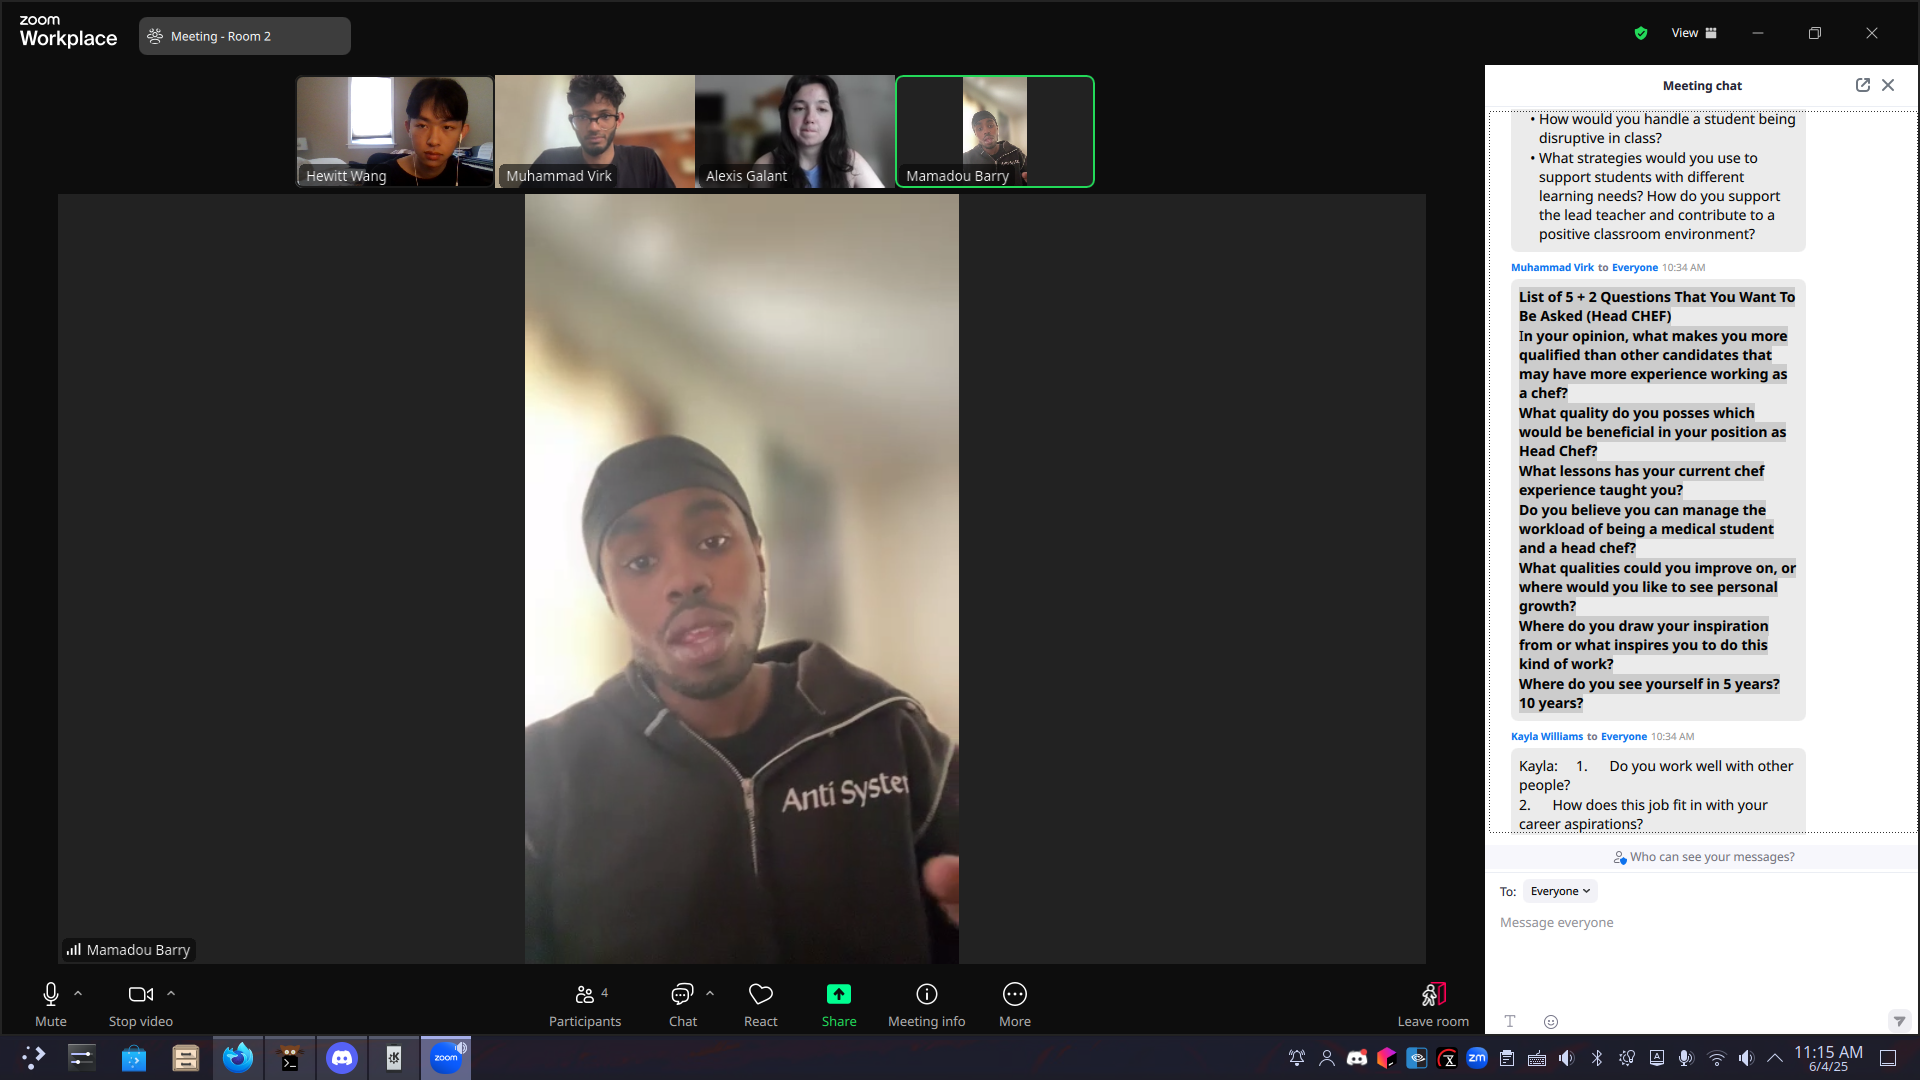 zoom
Workplace
Meeting - Room 2
View
Hewitt Wang
Muhammad Virk
Alexis Galant
Mamadou Barry
Anti System
Mamadou Barry
Meeting chat
• How would you handle a student being
disruptive in class?
• What strategies would you use to
support students with different
learning needs? How do you support
the lead teacher and contribute to a
positive classroom environment?
Muhammad Virk to Everyone 10:34 AM
List of 5 + 2 Questions That You Want To
Be Asked (Head CHEF)
In your opinion, what makes you more
qualified than other candidates that
may have more experience working as
a chef?
What quality do you posses which
would be beneficial in your position as
Head Chef?
What lessons has your current chef
experience taught you?
Do you believe you can manage the
workload of being a medical student
and a head chef?
What qualities could you improve on, or
where would you like to see personal
growth?
Where do you draw your inspiration
from or what inspires you to do this
kind of work?
Where do you see yourself in 5 years?
10 years?
Kayla Williams to Everyone 10:34 AM
Kayla: 1. Do you work well with other
people?
2. How does this job fit in with your
career aspirations?
Who can see your messages?
To: Everyone
Message everyone
Mute
Stop video
4
Participants
Chat
React
Share
Meeting info
More
Leave room
zoom
zm
11:15 AM
6/4/25